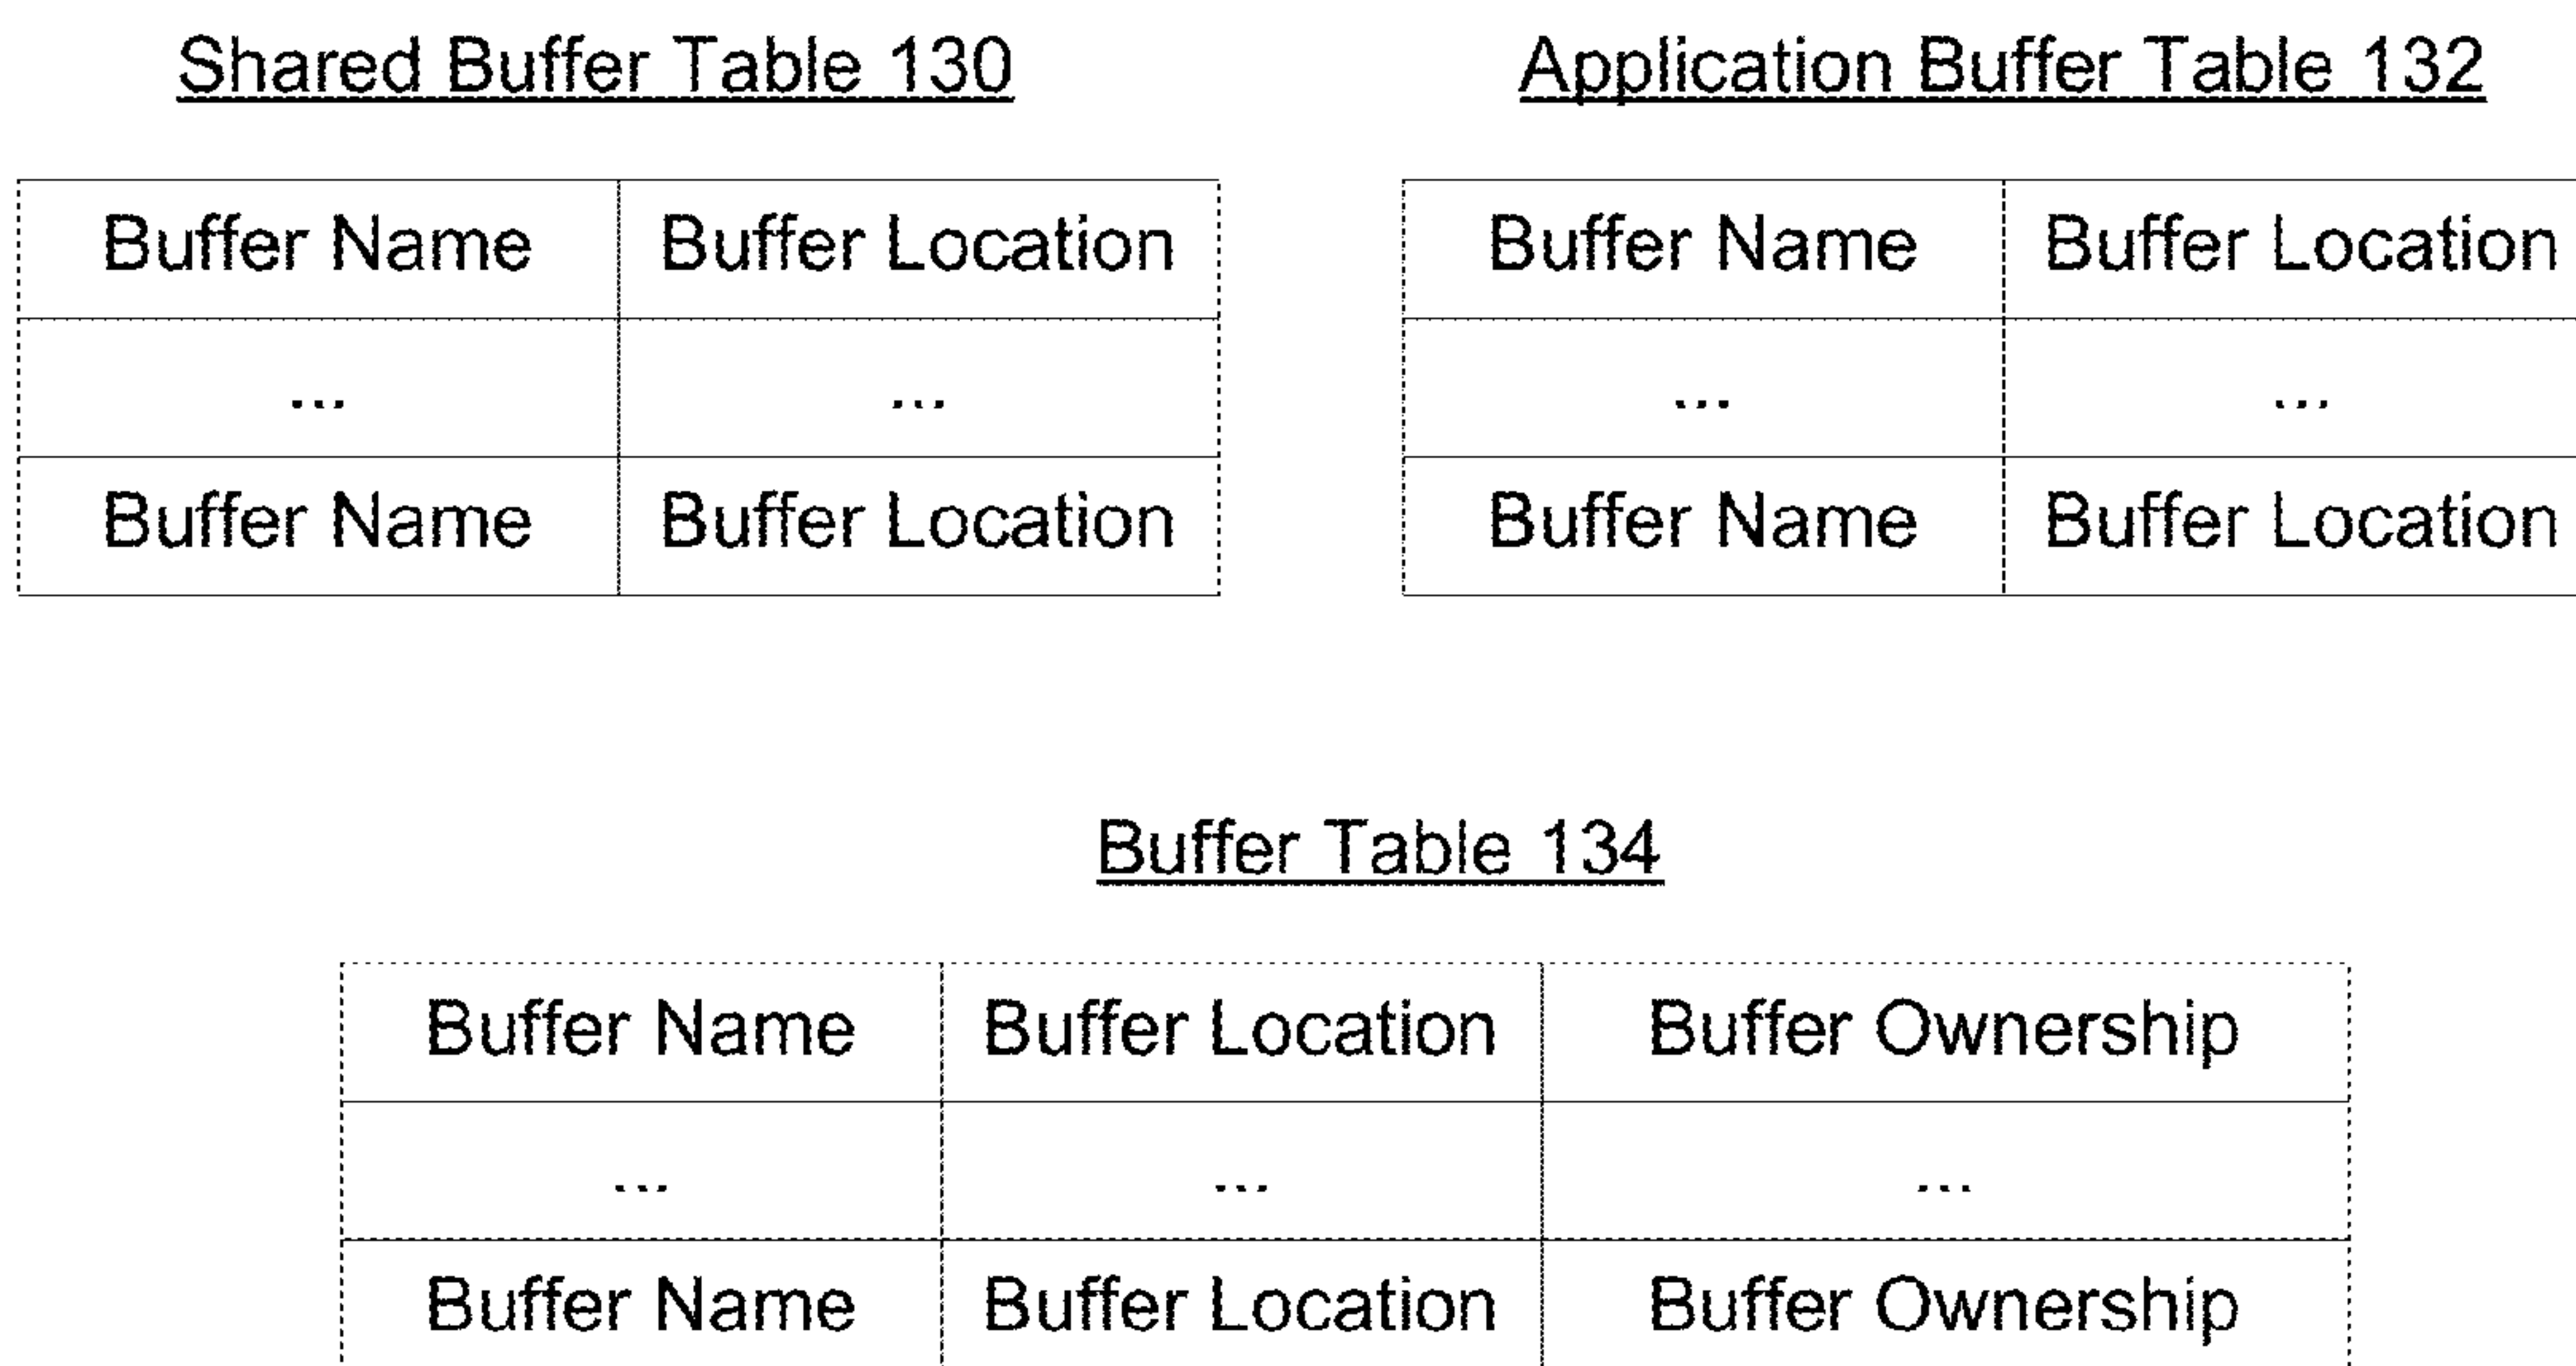 Shared Buffer Table 130
Buffer Name Buffer Location
... ...
Buffer Name Buffer Location
Application Buffer Table 132
Buffer Name Buffer Location
... ...
Buffer Name Buffer Location
Buffer Table 134
Buffer Name Buffer Location Buffer Ownership
... ... ...
Buffer Name Buffer Location Buffer Ownership